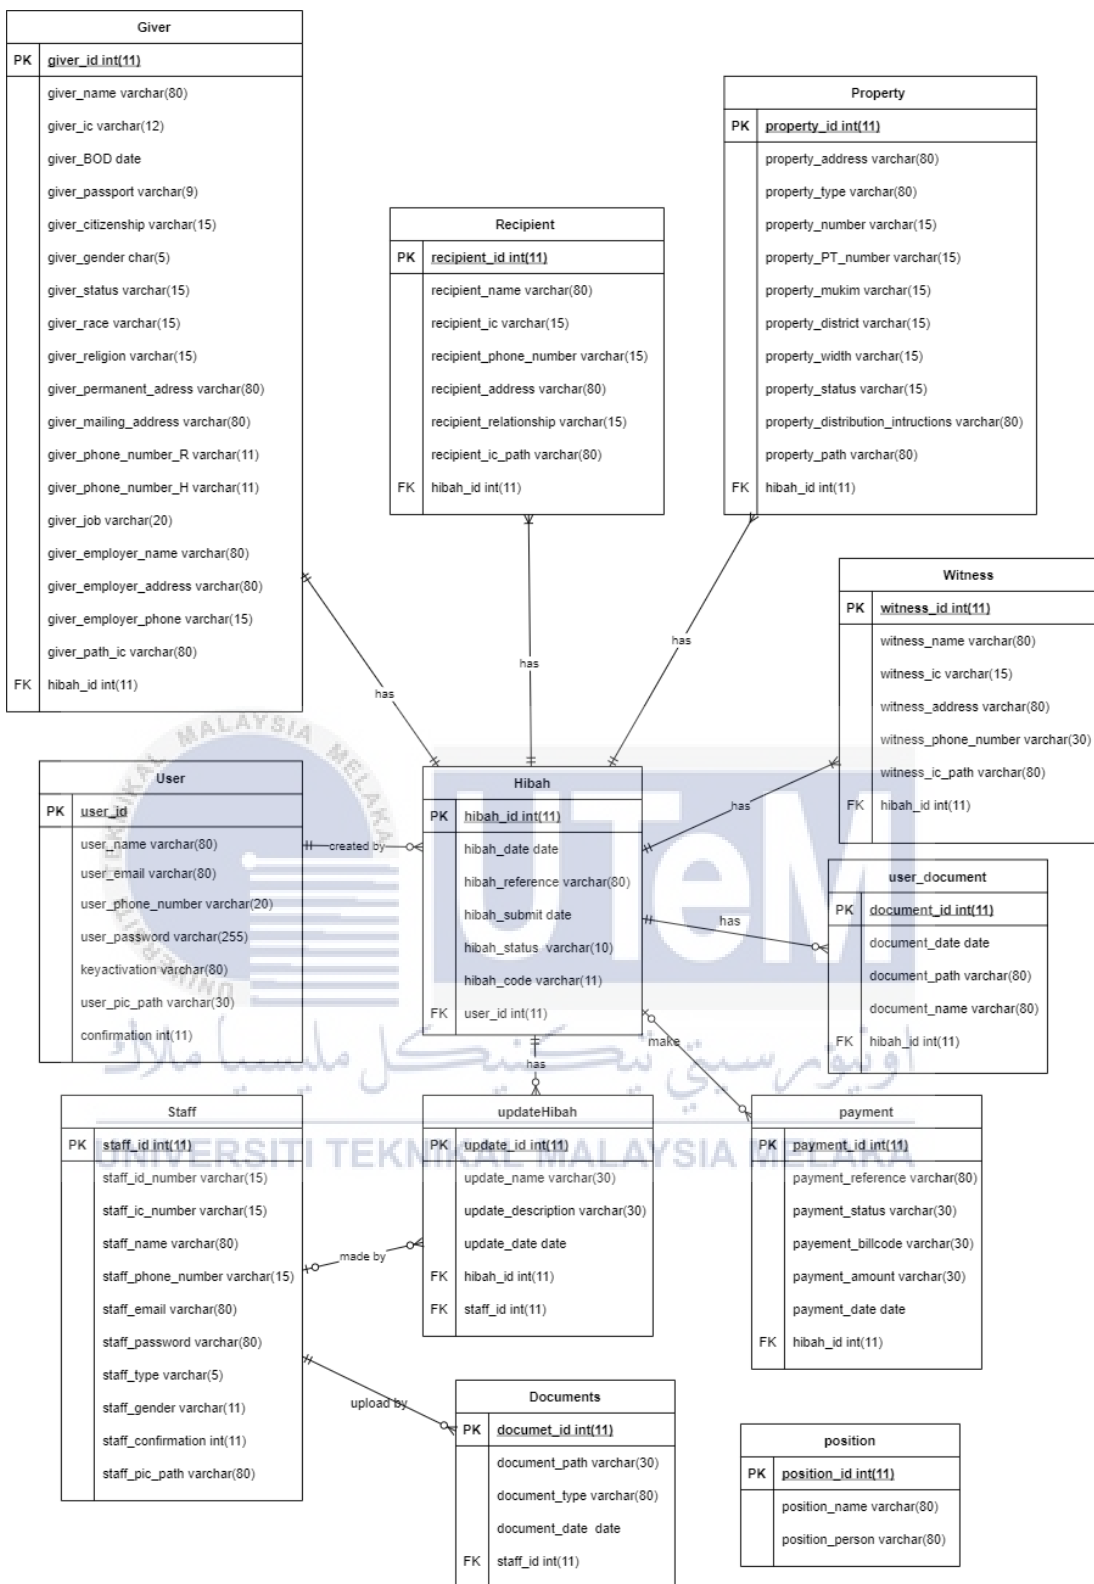 Giver
PK giver_id int(11)
giver_name varchar(80)
giver_ic varchar(12)
giver_BOD date
giver_passport varchar(9)
giver_citizenship varchar(15)
giver_gender char(5)
giver_status varchar(15)
giver_race varchar(15)
giver_religion varchar(15)
giver_permanent_adress varchar(80)
giver_mailing_address varchar(80)
giver_phone_number_R varchar(11)
giver_phone_number_H varchar(11)
giver_job varchar(20)
giver_employer_name varchar(80)
giver_employer_address varchar(80)
giver_employer_phone varchar(15)
giver_path_ic varchar(80)
FK hibah_id int(11)
Recipient
PK recipient_id int(11)
recipient_name varchar(80)
recipient_ic varchar(15)
recipient_phone_number varchar(15)
recipient_address varchar(80)
recipient_relationship varchar(15)
recipient_ic_path varchar(80)
FK hibah_id int(11)
Property
PK property_id int(11)
property_address varchar(80)
property_type varchar(80)
property_number varchar(15)
property_PT_number varchar(15)
property_mukim varchar(15)
property_district varchar(15)
property_width varchar(15)
property_status varchar(15)
property_distribution_intructions varchar(80)
property_path varchar(80)
FK hibah_id int(11)
Witness
PK witness_id int(11)
witness_name varchar(80)
witness_ic varchar(15)
witness_address varchar(80)
witness_phone_number varchar(30)
witness_ic_path varchar(80)
FK hibah_id int(11)
has
has
has
has
User
PK user_id
user_name varchar(80)
user_email varchar(80)
user_phone_number varchar(20)
user_password varchar(255)
keyactivation varchar(80)
user_pic_path varchar(30)
confirmation int(11)
created by
Hibah
PK hibah_id int(11)
hibah_date date
hibah_reference varchar(80)
hibah_submit date
hibah_status varchar(10)
hibah_code varchar(11)
FK user_id int(11)
has
user_document
PK document_id int(11)
document_date date
document_path varchar(80)
document_name varchar(80)
FK hibah_id int(11)
make
has
Staff
PK staff_id int(11)
staff_id_number varchar(15)
staff_ic_number varchar(15)
staff_name varchar(80)
staff_phone_number varchar(15)
staff_email varchar(80)
staff_password varchar(80)
staff_type varchar(5)
staff_gender varchar(11)
staff_confirmation int(11)
staff_pic_path varchar(80)
made by
updateHibah
PK update_id int(11)
update_name varchar(30)
update_description varchar(30)
update_date date
FK hibah_id int(11)
FK staff_id int(11)
payment
PK payment_id int(11)
payment_reference varchar(80)
payment_status varchar(30)
payement_billcode varchar(30)
payment_amount varchar(30)
payment_date date
FK hibah_id int(11)
upload by
Documents
PK documet_id int(11)
document_path varchar(30)
document_type varchar(80)
document_date date
FK staff_id int(11)
position
PK position_id int(11)
position_name varchar(80)
position_person varchar(80)
UNIVERSITI TEKNIKAL MALAYSIA MELAKA
UTeM
اونيۏرسيتي تيكنيكل مليسيا ملاك
UNIVERSITI TEKNIKAL MALAYSIA MELAKA